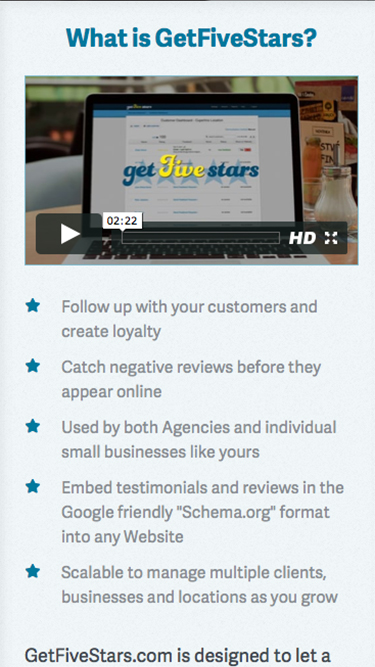 What is GetFiveStars?
get Five stars
02:22
HD
Follow up with your customers and
create loyalty
Catch negative reviews before they
appear online
Used by both Agencies and individual
small businesses like yours
Embed testimonials and reviews in the
Google friendly "Schema.org" format
into any Website
Scalable to manage multiple clients,
businesses and locations as you grow
GetFiveStars.com is designed to let a